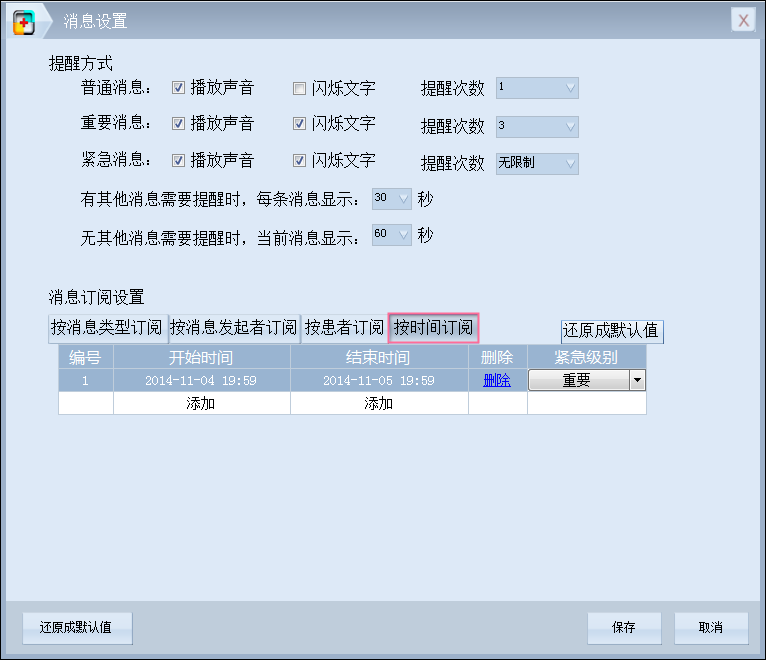 消息设置
X
提醒方式
普通消息： 播放声音 闪烁文字 提醒次数 1
重要消息： 播放声音 闪烁文字 提醒次数 3
紧急消息： 播放声音 闪烁文字 提醒次数 无限制
有其他消息需要提醒时，每条消息显示： 30 秒
无其他消息需要提醒时，当前消息显示： 60 秒
消息订阅设置
按消息类型订阅 按消息发起者订阅 按患者订阅 按时间订阅 还原成默认值
编号 开始时间 结束时间 删除 紧急级别
1 2014-11-04 19:59 2014-11-05 19:59 删除 重要
添加 添加
还原成默认值 保存 取消